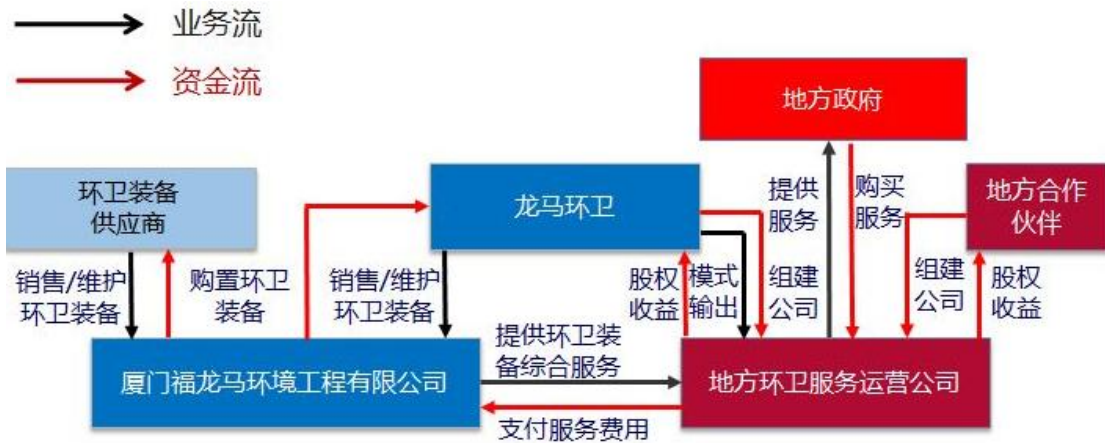 业务流
资金流
地方政府
环卫装备
供应商
龙马环卫
地方合作
伙伴
提供
服务
购买
服务
销售/维护
环卫装备
购置环卫
装备
销售/维护
环卫装备
股权
收益
模式
输出
组建
公司
组建
公司
股权
收益
提供环卫装
备综合服务
厦门福龙马环境工程有限公司
地方环卫服务运营公司
支付服务费用